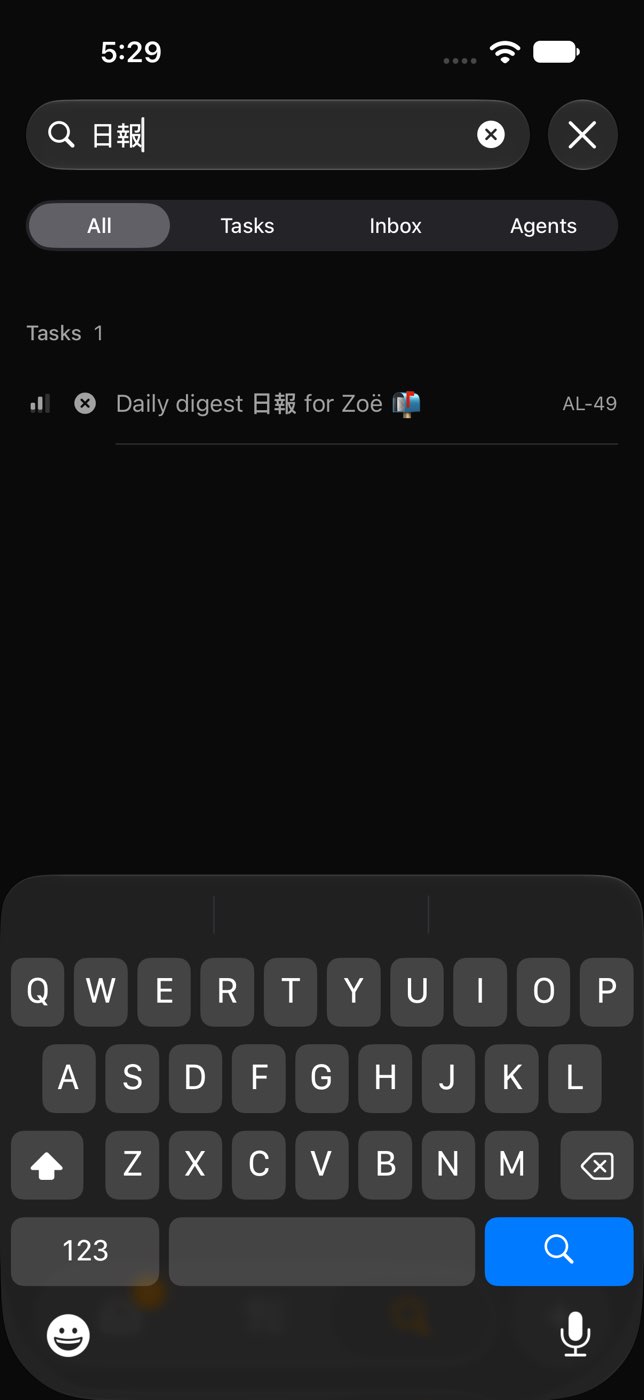 5:29
日報
All Tasks Inbox Agents
Tasks 1
Daily digest 日報 for Zoë 📬 AL-49
Q W E R T Y U I O P
A S D F G H J K L
Z X C V B N M
123